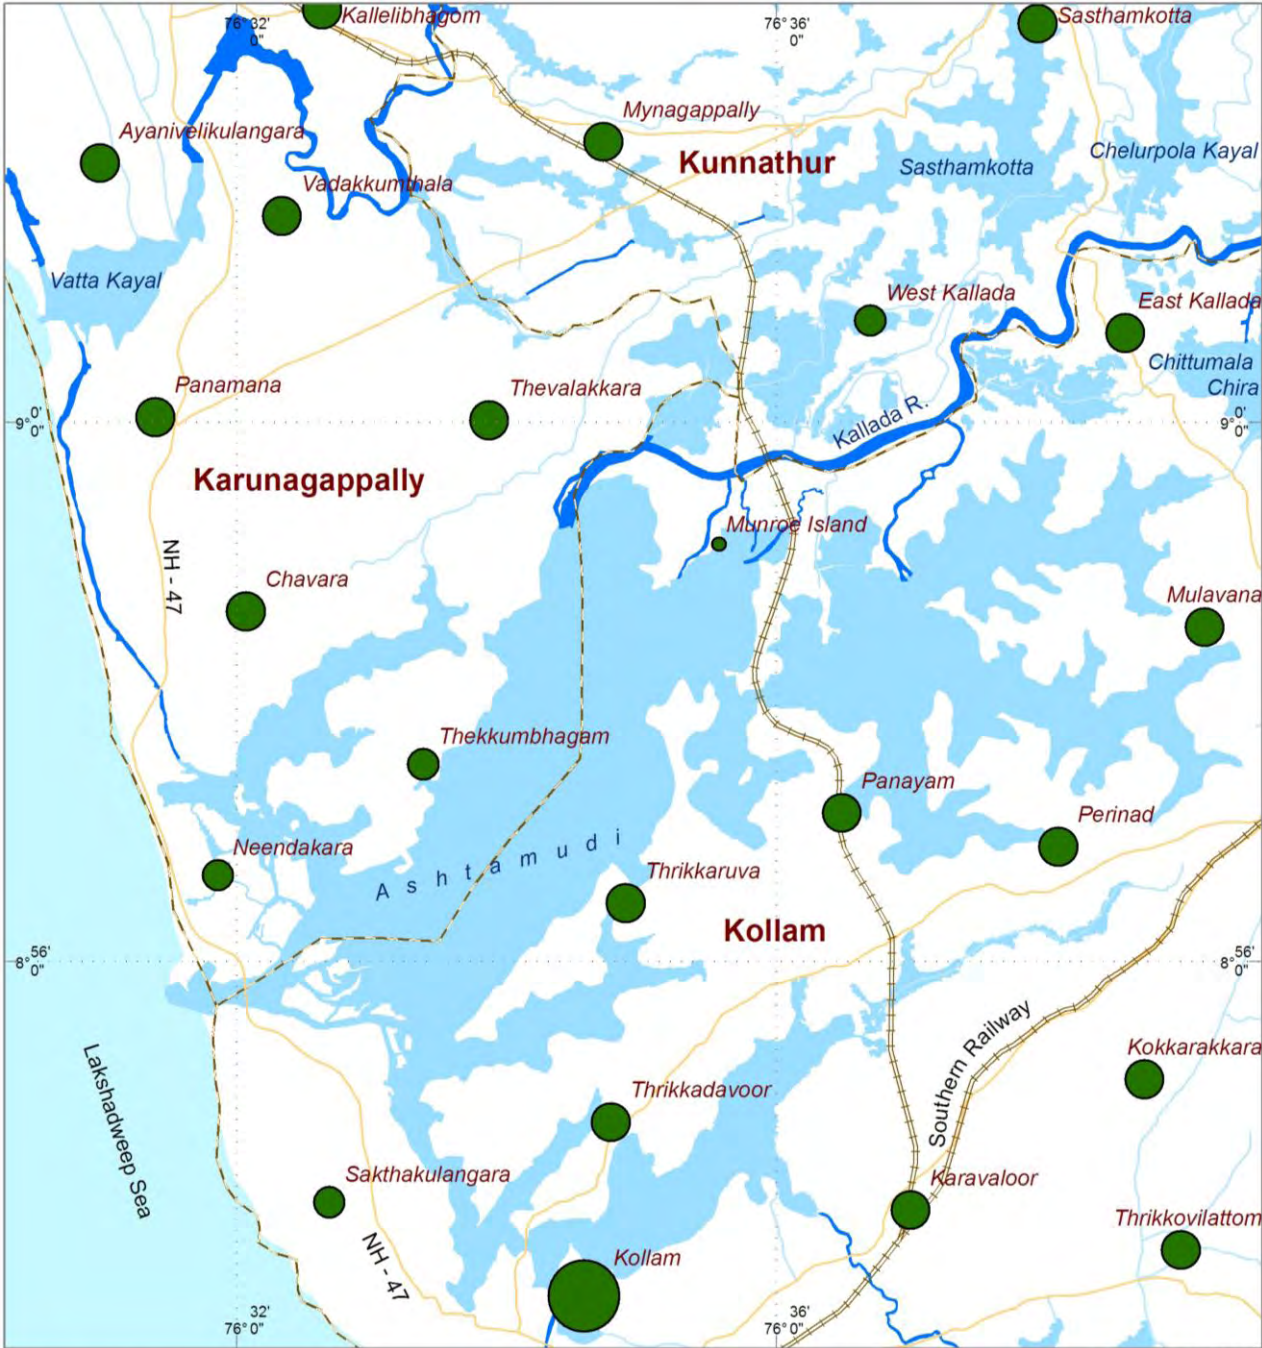 Kallelibhagom
76° 32'
0"
76° 36'
0"
Sasthamkotta
Ayanivelikulangara
Mynagappally
Kunnathur
Sasthamkotta
Chelurpola Kayal
Vadakkumthala
Vatta Kayal
West Kallada
East Kallada
Chittumala
Chira
Panamana
Thevalakkara
Kallada R.
9° 0'
0"
0'
9° 0"
Karunagappally
Munroe Island
NH - 47
Chavara
Mulavana
Thekkumbhagam
Panayam
Perinad
Neendakara
Ashtamudi
Thrikkaruva
Kollam
8° 56'
0"
8° 56'
0"
Southern Railway
Lakshadweep Sea
Kokkarakkara
Thrikkadavoor
Sakthakulangara
Karavaloor
Thrikkovilattom
NH - 47
Kollam
32'
76° 0"
36'
76° 0"